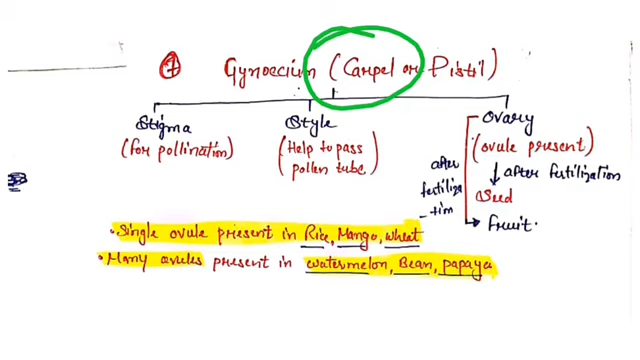 7 Gynoecium (Carpel or Pistil)
Stigma Style Ovary
(for pollination) (Help to pass pollen tube) (ovule present)
after fertilization
Seed
after fertiliza-tion
Fruit.
• Single ovule present in Rice, Mango, wheat
• Many ovules present in watermelon, Bean, papaya